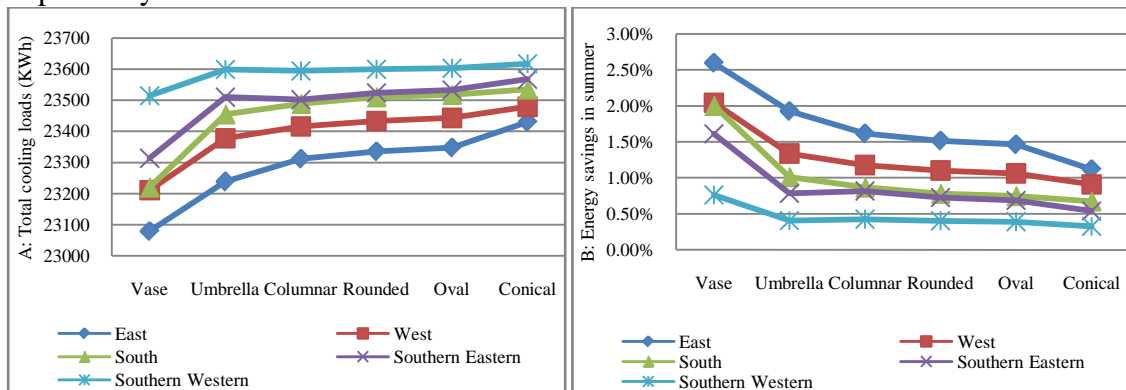 A: Total cooling loads (KWh)
23700
23600
23500
23400
23300
23200
23100
23000
Vase Umbrella Columnar Rounded Oval Conical
East West
South Southern Eastern
Southern Western
B: Energy savings in summer
3.00%
2.50%
2.00%
1.50%
1.00%
0.50%
0.00%
Vase Umbrella Columnar Rounded Oval Conical
East West
South Southern Eastern
Southern Western